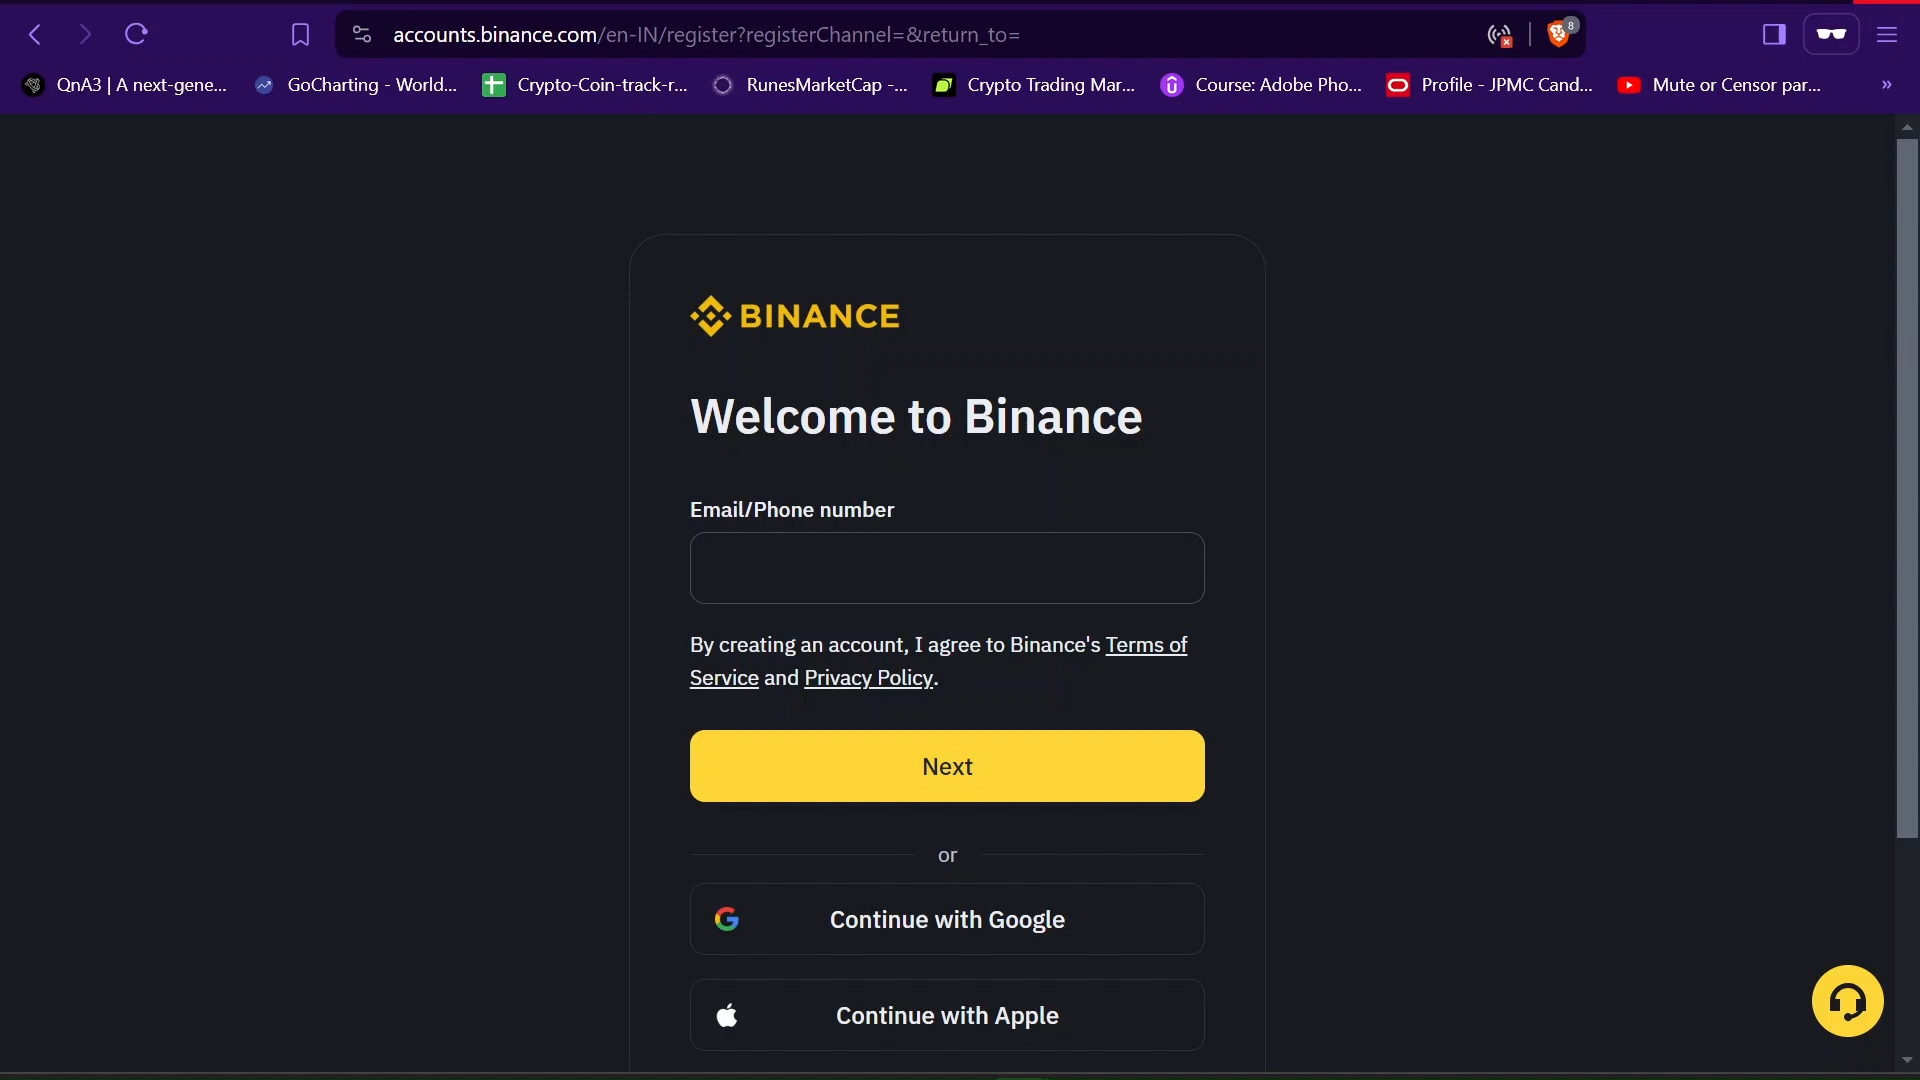 accounts.binance.com/en-IN/register?registerChannel=&return_to=
8
QnA3 | A next-gene...
GoCharting - World...
Crypto-Coin-track-r...
RunesMarketCap -...
Crypto Trading Mar...
Course: Adobe Pho...
Profile - JPMC Cand...
Mute or Censor par...
»
BINANCE
Welcome to Binance
Email/Phone number
By creating an account, I agree to Binance's Terms of
Service and Privacy Policy.
Next
or
Continue with Google
Continue with Apple